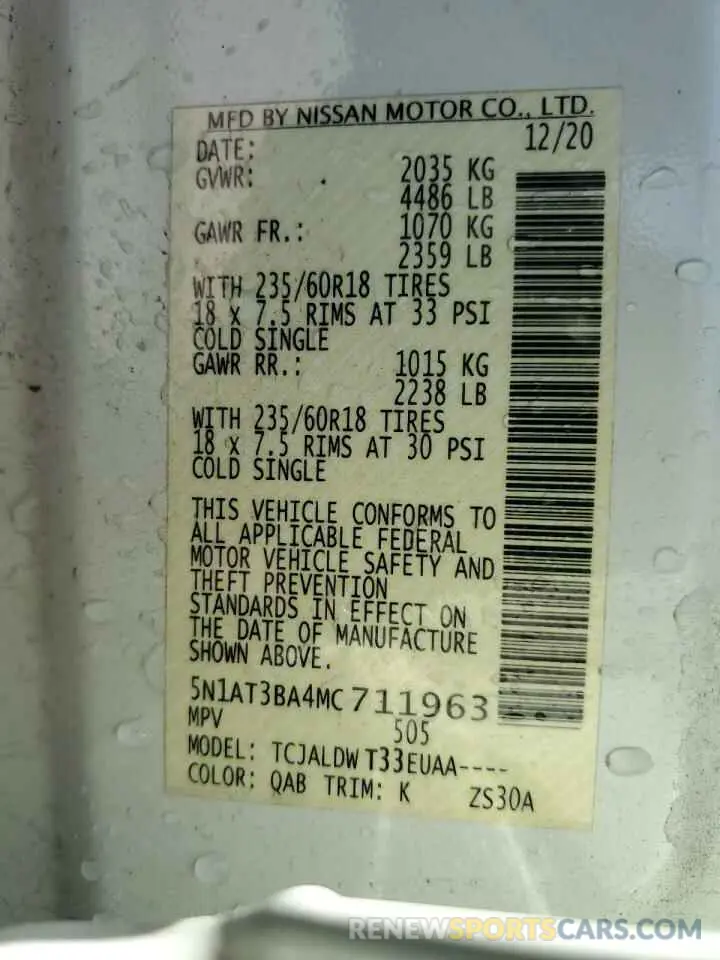 MFD BY NISSAN MOTOR CO., LTD.
DATE: 12/20
GVWR: 2035 KG
4486 LB
GAWR FR.: 1070 KG
2359 LB
WITH 235/60R18 TIRES
18 X 7.5 RIMS AT 33 PSI
COLD SINGLE
GAWR RR.: 1015 KG
2238 LB
WITH 235/60R18 TIRES
18 X 7.5 RIMS AT 30 PSI
COLD SINGLE
THIS VEHICLE CONFORMS TO
ALL APPLICABLE FEDERAL
MOTOR VEHICLE SAFETY AND
THEFT PREVENTION
STANDARDS IN EFFECT ON
THE DATE OF MANUFACTURE
SHOWN ABOVE.
5N1AT3BA4MC711963
MPV 505
MODEL: TCJALDW T33EUAA----
COLOR: QAB TRIM: K ZS30A
RENEWSPORTSCARS.COM